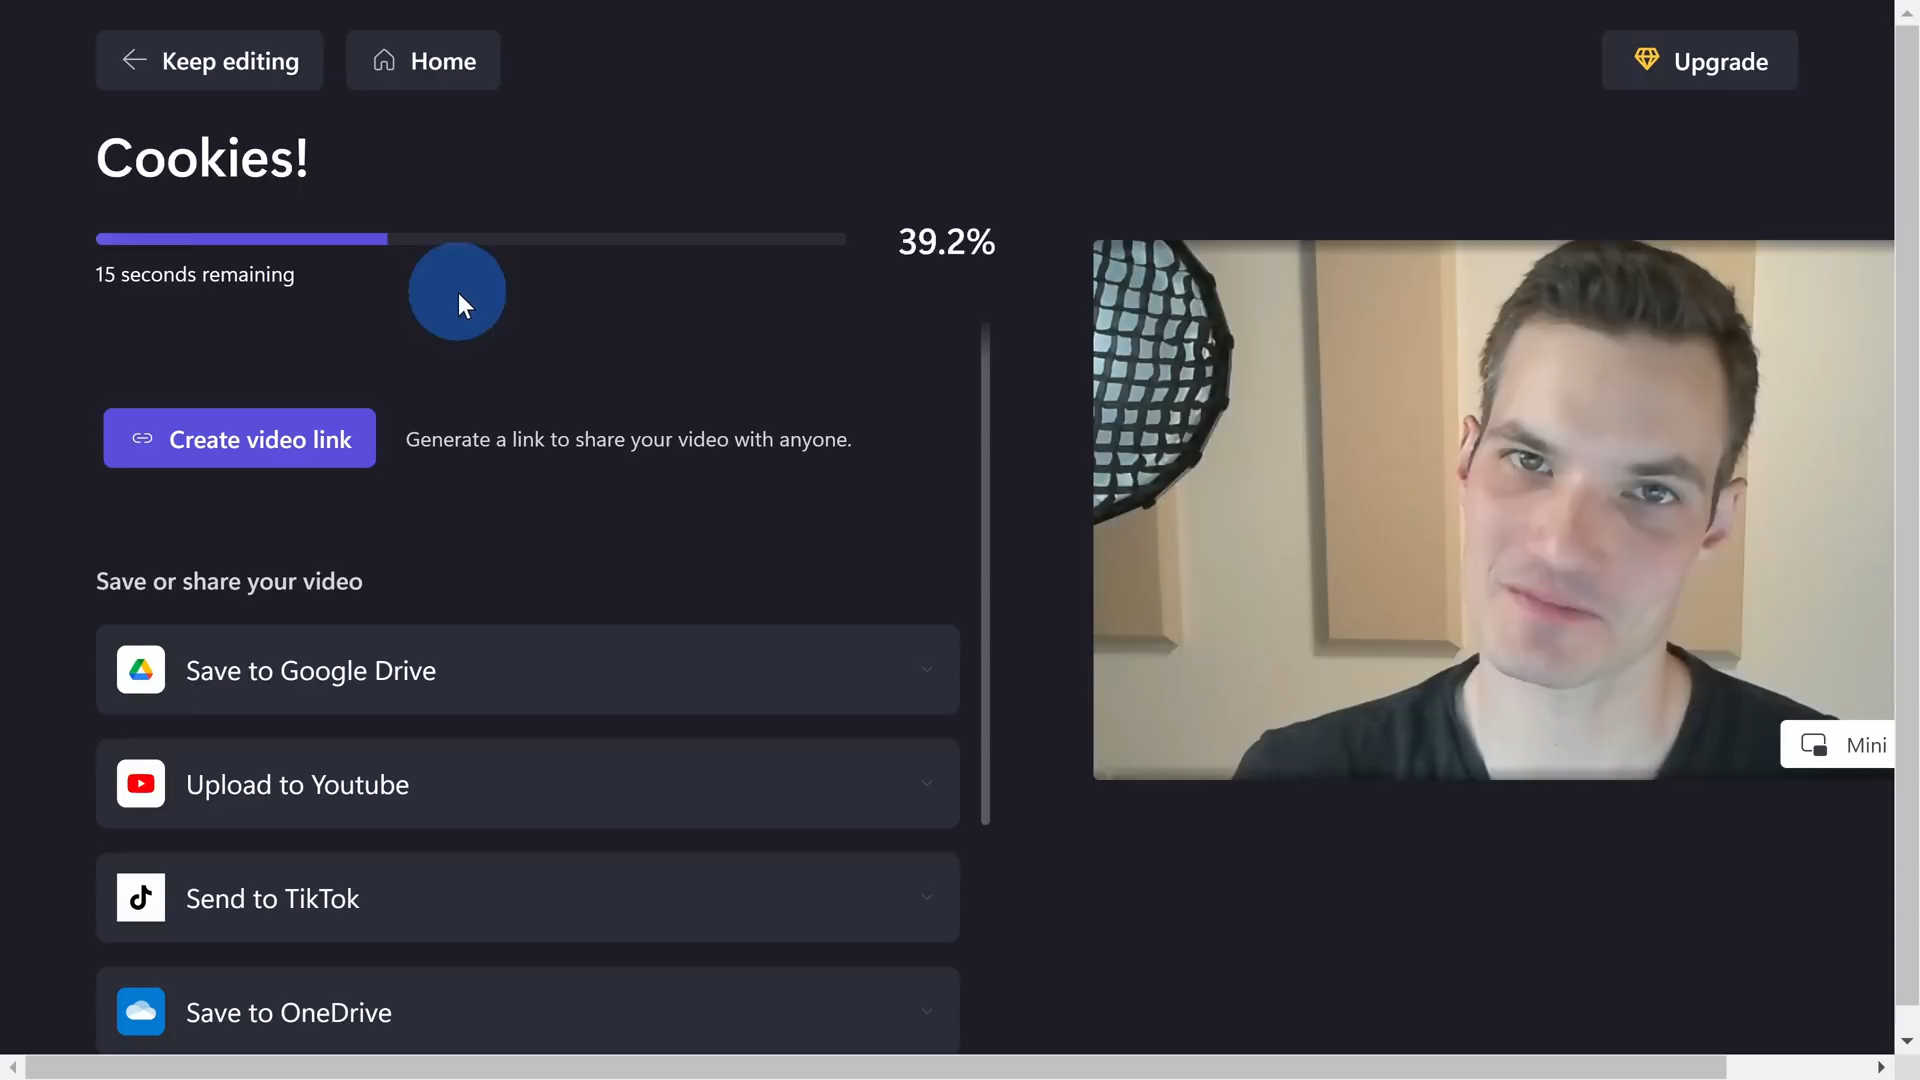 Keep editing
Home
Upgrade
Cookies!
39.2%
15 seconds remaining
Create video link
Generate a link to share your video with anyone.
Save or share your video
Save to Google Drive
Upload to Youtube
Mini
Send to TikTok
Save to OneDrive